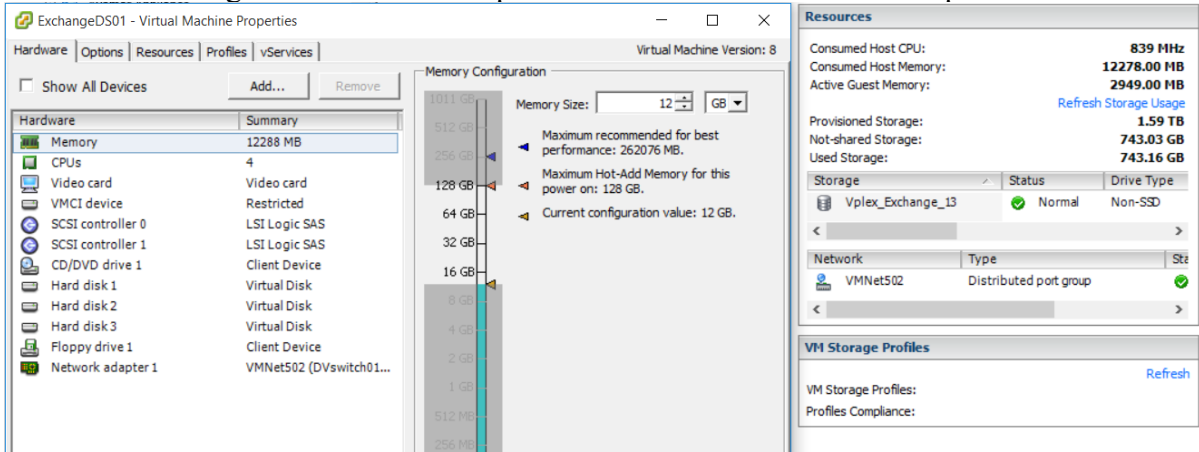 ExchangeDS01 - Virtual Machine Properties
Hardware Options Resources Profiles vServices
Virtual Machine Version: 8
Show All Devices
Add... Remove
Hardware Summary
Memory 12288 MB
CPUs 4
Video card Video card
VMCI device Restricted
SCSI controller 0 LSI Logic SAS
SCSI controller 1 LSI Logic SAS
CD/DVD drive 1 Client Device
Hard disk 1 Virtual Disk
Hard disk 2 Virtual Disk
Hard disk 3 Virtual Disk
Floppy drive 1 Client Device
Network adapter 1 VMNet502 (DVswitch01...
Memory Configuration
1011 GB
512 GB
256 GB
128 GB
64 GB
32 GB
16 GB
8 GB
4 GB
2 GB
1 GB
512 MB
256 MB
Memory Size: 12 GB
Maximum recommended for best
performance: 262076 MB.
Maximum Hot-Add Memory for this
power on: 128 GB.
Current configuration value: 12 GB.
Resources
Consumed Host CPU: 839 MHz
Consumed Host Memory: 12278.00 MB
Active Guest Memory: 2949.00 MB
Refresh Storage Usage
Provisioned Storage: 1.59 TB
Not-shared Storage: 743.03 GB
Used Storage: 743.16 GB
Storage Status Drive Type
Vplex_Exchange_13 Normal Non-SSD
Network Type Sta
VMNet502 Distributed port group
VM Storage Profiles
Refresh
VM Storage Profiles:
Profiles Compliance: